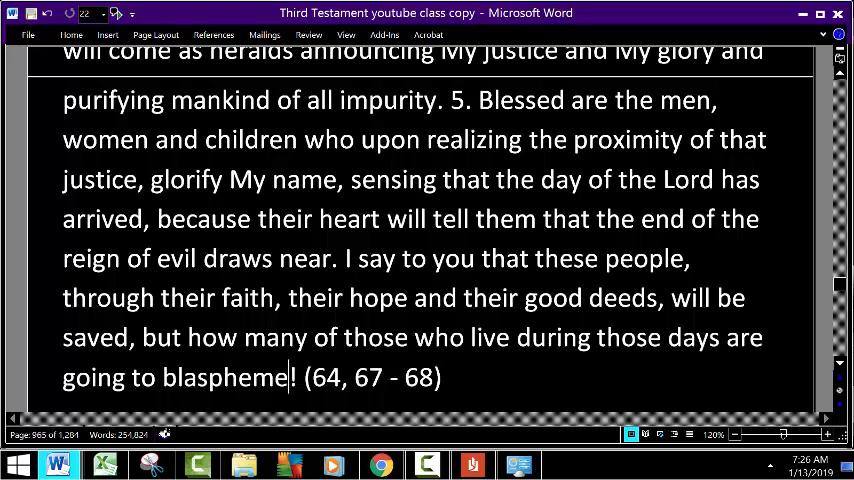 22
Third Testament youtube class copy - Microsoft Word
File Home Insert Page Layout References Mailings Review View Add-Ins Acrobat
will come as heralds announcing My justice and My glory and
purifying mankind of all impurity. 5. Blessed are the men,
women and children who upon realizing the proximity of that
justice, glorify My name, sensing that the day of the Lord has
arrived, because their heart will tell them that the end of the
reign of evil draws near. I say to you that these people,
through their faith, their hope and their good deeds, will be
saved, but how many of those who live during those days are
going to blaspheme! (64, 67 - 68)
Page: 965 of 1,284 Words: 254,824 120%
7:26 AM
1/13/2019